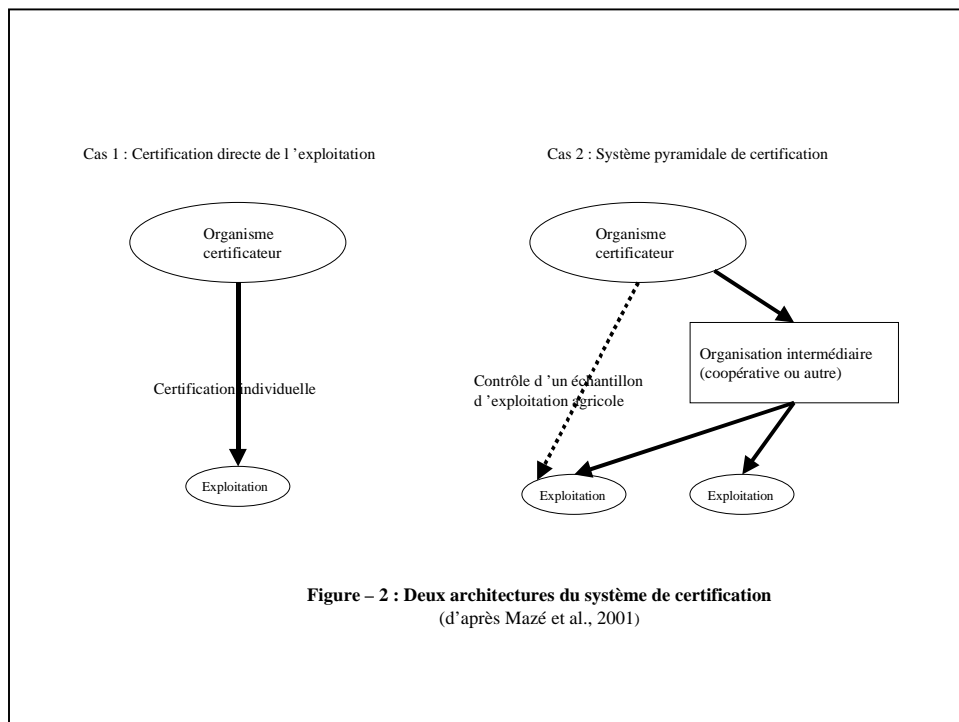 Cas 1 : Certification directe de l 'exploitation
Organisme
certificateur
Certification individuelle
Exploitation
Cas 2 : Système pyramidale de certification
Organisme
certificateur
Organisation intermédiaire
(coopérative ou autre)
Contrôle d 'un échantillon
d 'exploitation agricole
Exploitation
Exploitation
Figure – 2 : Deux architectures du système de certification
(d'après Mazé et al., 2001)